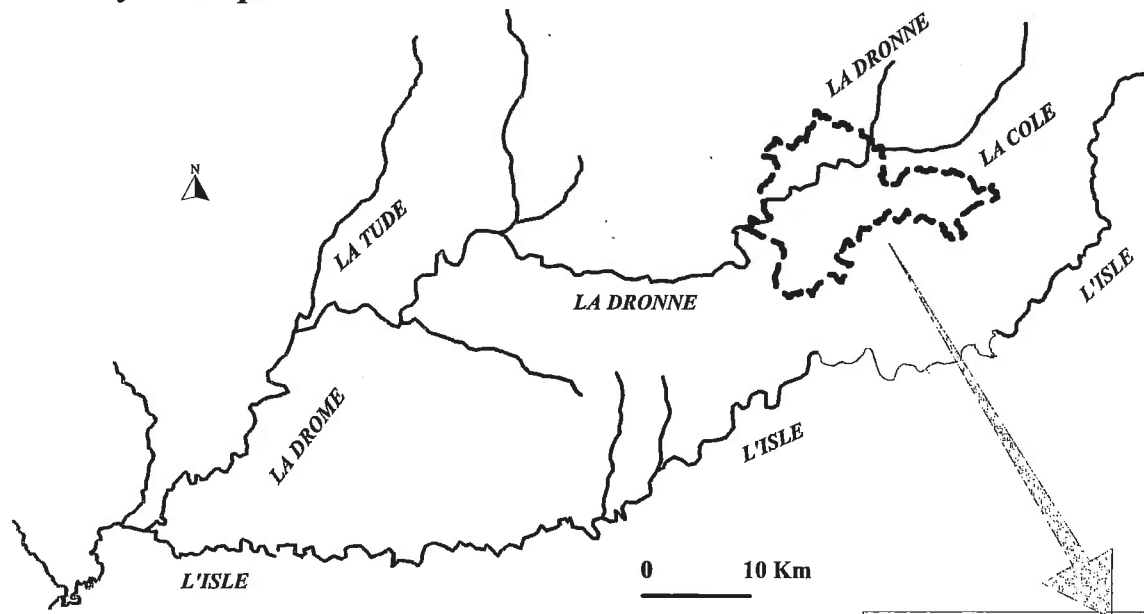 LA DRONNE
LA COLE
N
LA TUDE
LA DRONNE
L'ISLE
LA DROME
L'ISLE
0 10 Km
L'ISLE